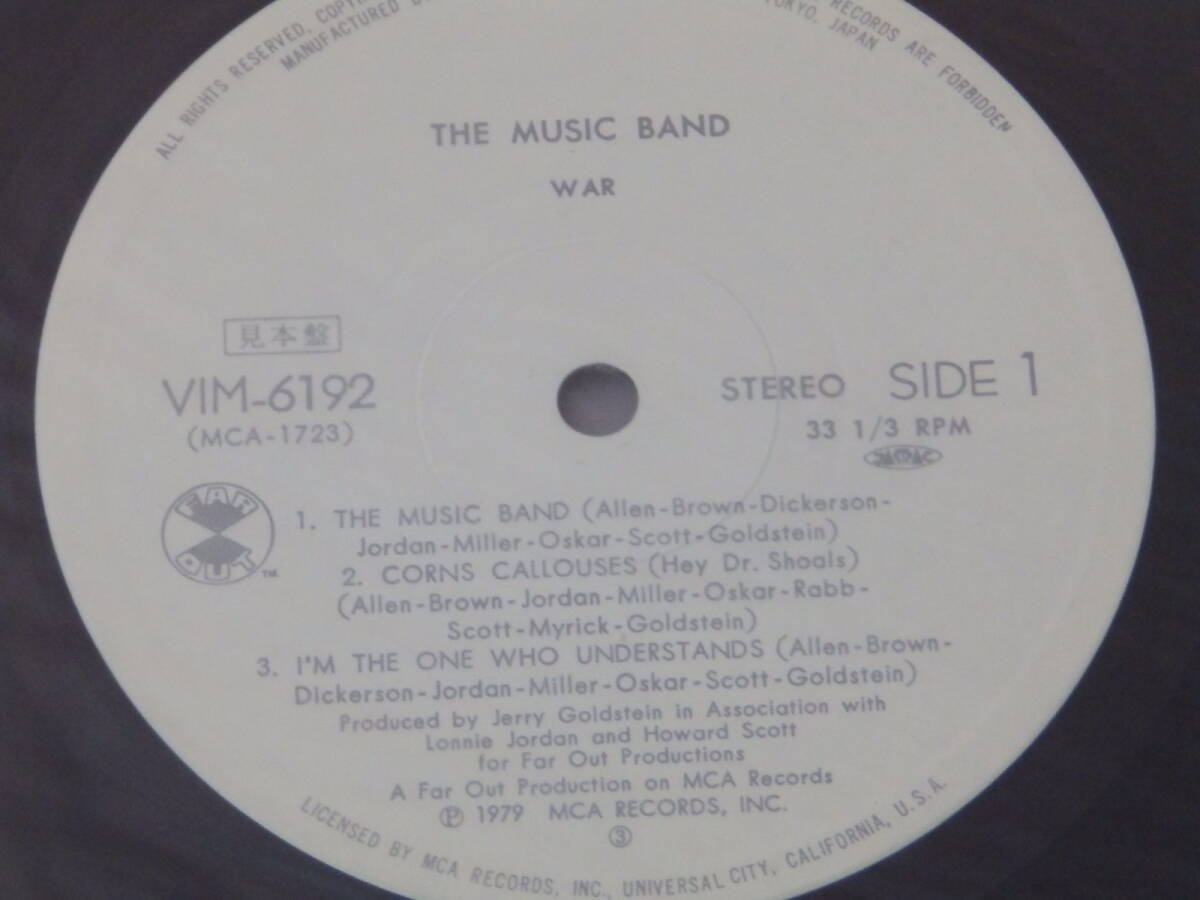 ALL RIGHTS RESERVED.
MANUFACTURED
RECORDS ARE FORBIDDEN
TOKYO, JAPAN
THE MUSIC BAND
WAR
見本盤
VIM-6192
(MCA-1723)
STEREO SIDE 1
33 1/3 RPM
FAR OUT ™
1. THE MUSIC BAND (Allen-Brown-Dickerson-
Jordan-Miller-Oskar-Scott-Goldstein)
2. CORNS CALLOUSES (Hey Dr. Shoals)
(Allen-Brown-Jordan-Miller-Oskar-Rabb-
Scott-Myrick-Goldstein)
3. I'M THE ONE WHO UNDERSTANDS (Allen-Brown-
Dickerson-Jordan-Miller-Oskar-Scott-Goldstein)
Produced by Jerry Goldstein in Association with
Lonnie Jordan and Howard Scott
for Far Out Productions
A Far Out Production on MCA Records
Ⓟ 1979 MCA RECORDS, INC.
③
LICENSED BY MCA RECORDS, INC., UNIVERSAL CITY, CALIFORNIA, U.S.A.